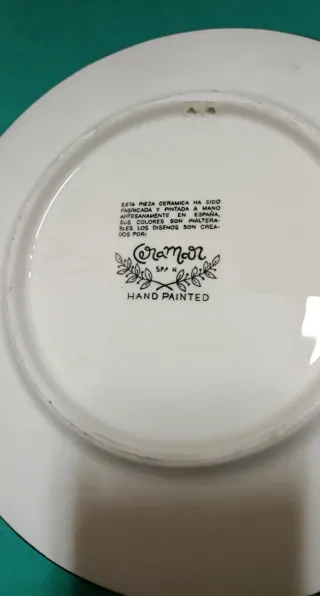 ESTA PIEZA CERAMICA HA SIDO
FABRICADA Y PINTADA A MANO
ARTESANAMENTE EN ESPAÑA,
SUS COLORES SON INALTERA-
BLES LOS DISEÑOS SON CREA-
DOS POR:
CeraMar
SPAIN
HAND PAINTED